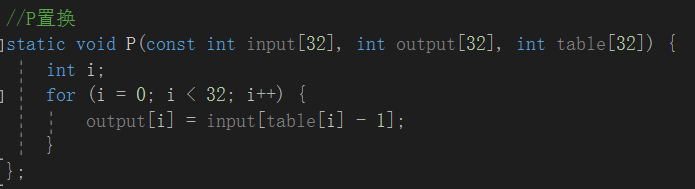 //P置换
static void P(const int input[32], int output[32], int table[32]) {
    int i;
    for (i = 0; i < 32; i++) {
        output[i] = input[table[i] - 1];
    }
};